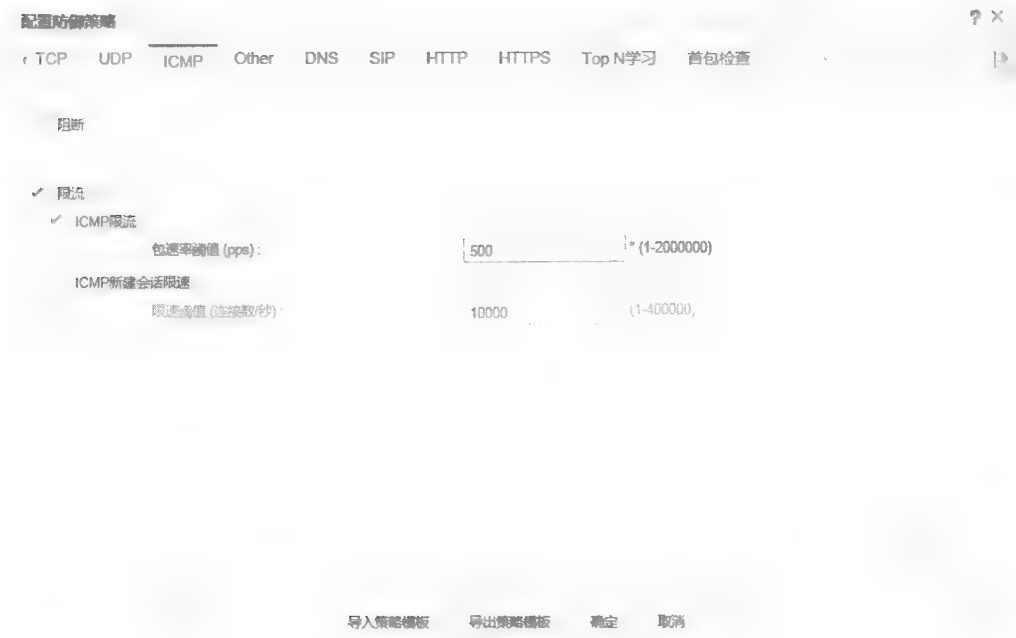 配置防御策略 ? ×
TCP UDP ICMP Other DNS SIP HTTP HTTPS Top N学习 首包检查
阻断
限流
ICMP限流
包速率阈值 (pps) : 500 * (1-2000000)
ICMP新建会话限速
限速阈值 (连接数/秒) : 10000 (1-400000)
导入策略模板 导出策略模板 确定 取消